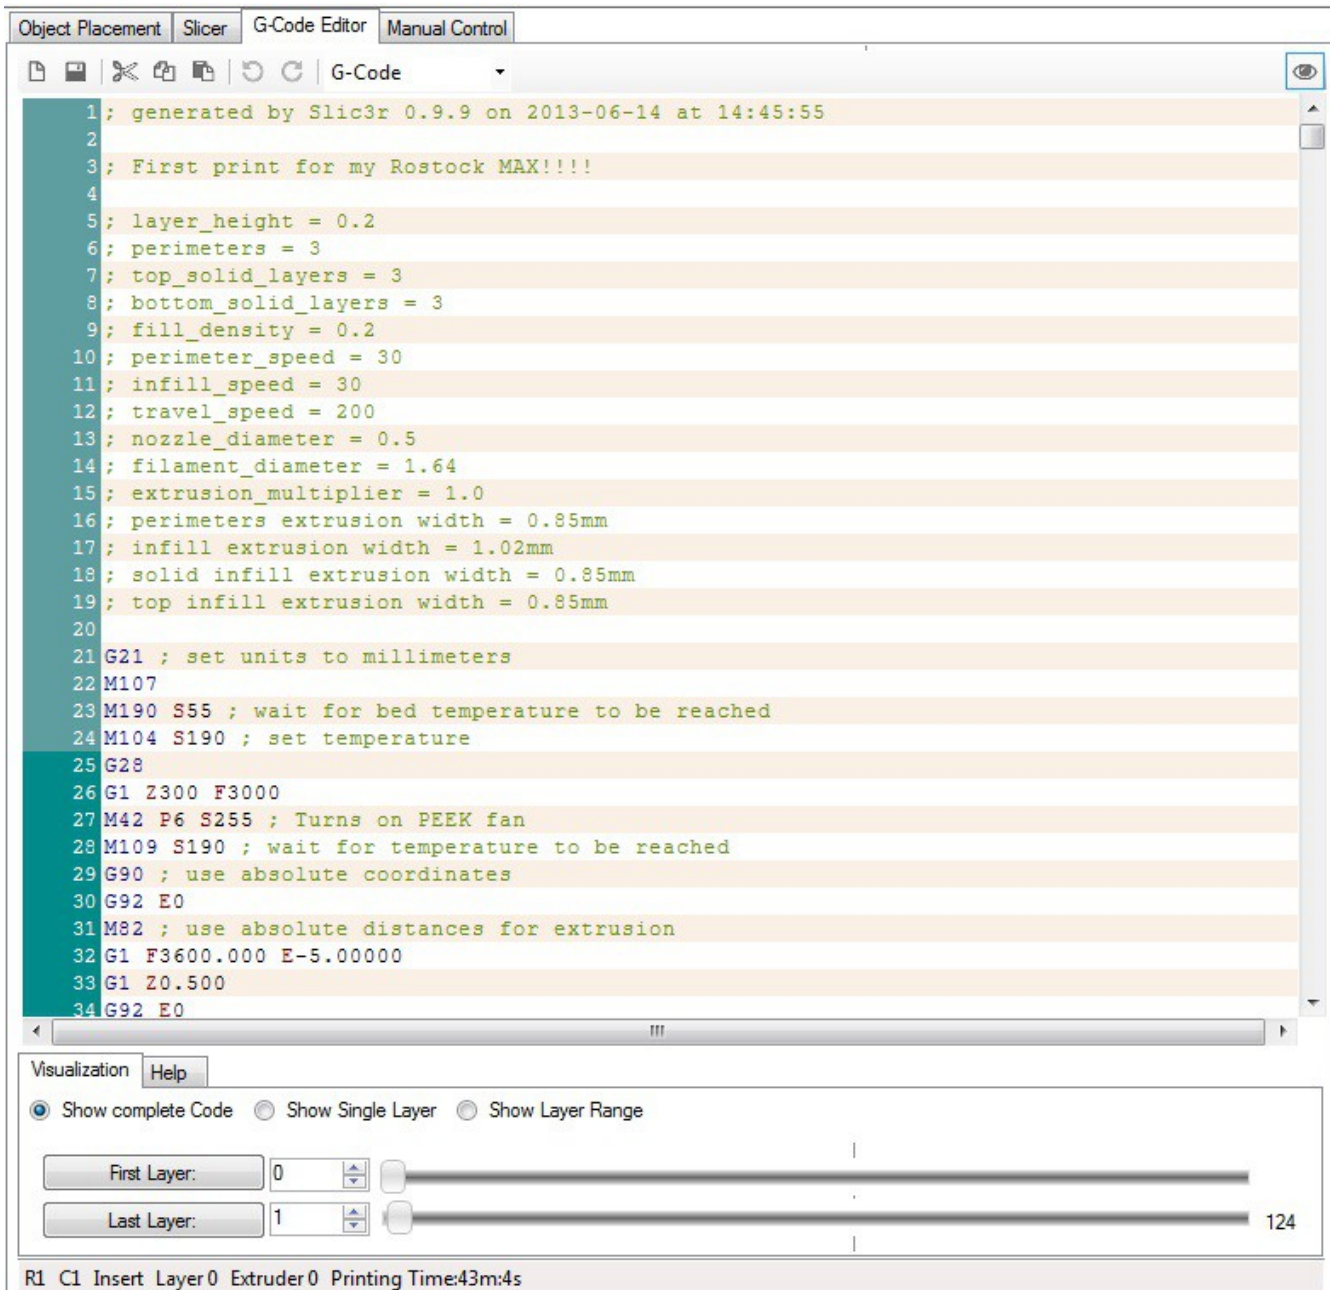 Object Placement Slicer G-Code Editor Manual Control
G-Code
1 ; generated by Slic3r 0.9.9 on 2013-06-14 at 14:45:55
2
3 ; First print for my Rostock MAX!!!!
4
5 ; layer_height = 0.2
6 ; perimeters = 3
7 ; top_solid_layers = 3
8 ; bottom_solid_layers = 3
9 ; fill_density = 0.2
10 ; perimeter_speed = 30
11 ; infill_speed = 30
12 ; travel_speed = 200
13 ; nozzle_diameter = 0.5
14 ; filament_diameter = 1.64
15 ; extrusion_multiplier = 1.0
16 ; perimeters extrusion width = 0.85mm
17 ; infill extrusion width = 1.02mm
18 ; solid infill extrusion width = 0.85mm
19 ; top infill extrusion width = 0.85mm
20
21 G21 ; set units to millimeters
22 M107
23 M190 S55 ; wait for bed temperature to be reached
24 M104 S190 ; set temperature
25 G28
26 G1 Z300 F3000
27 M42 P6 S255 ; Turns on PEEK fan
28 M109 S190 ; wait for temperature to be reached
29 G90 ; use absolute coordinates
30 G92 E0
31 M82 ; use absolute distances for extrusion
32 G1 F3600.000 E-5.00000
33 G1 Z0.500
34 G92 E0
Visualization Help
Show complete Code Show Single Layer Show Layer Range
First Layer: 0
Last Layer: 1 124
R1 C1 Insert Layer 0 Extruder 0 Printing Time:43m:4s